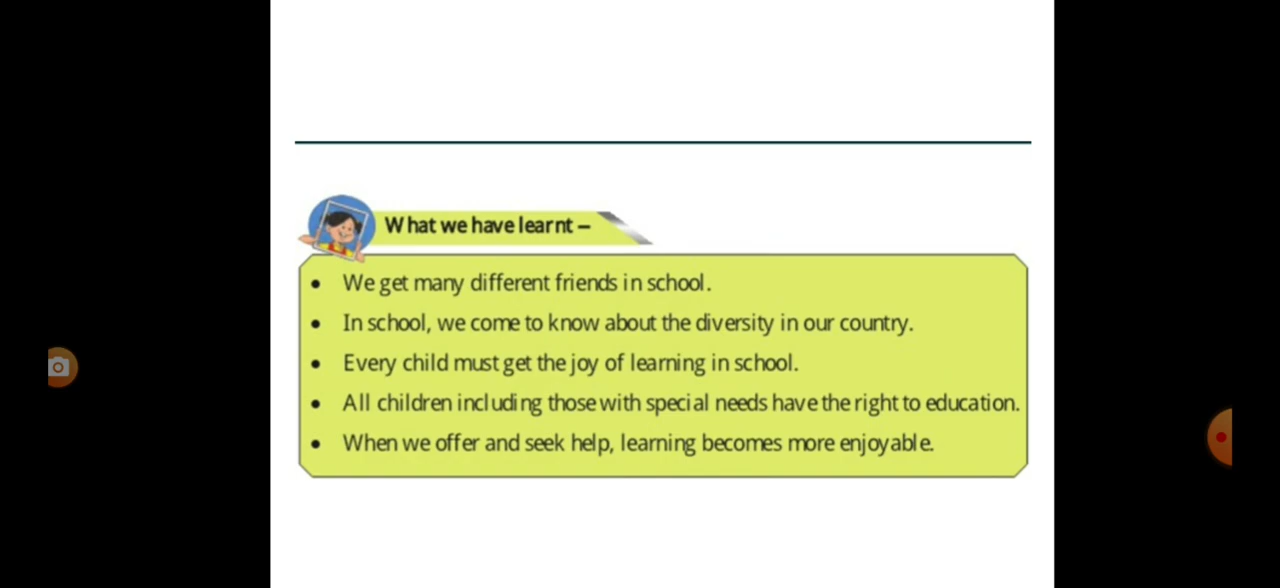 What we have learnt –
• We get many different friends in school.
• In school, we come to know about the diversity in our country.
• Every child must get the joy of learning in school.
• All children including those with special needs have the right to education.
• When we offer and seek help, learning becomes more enjoyable.